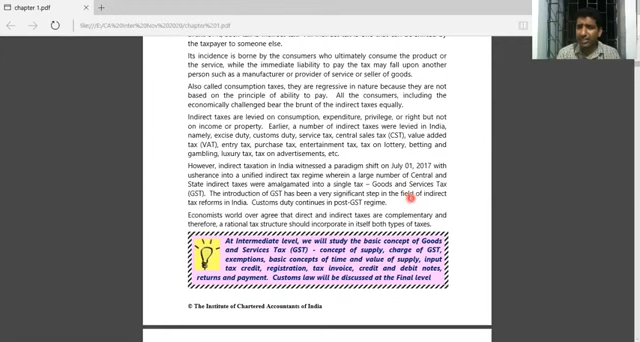 chapter 1.pdf
file:///E:/CA%20Inter%20Nov%202020/chapter%201.pdf
the taxpayer to someone else.
Its incidence is borne by the consumers who ultimately consume the product or
the service, while the immediate liability to pay the tax may fall upon another
person such as a manufacturer or provider of service or seller of goods.
Also called consumption taxes, they are regressive in nature because they are not
based on the principle of ability to pay. All the consumers, including the
economically challenged bear the brunt of the indirect taxes equally.
Indirect taxes are levied on consumption, expenditure, privilege, or right but not
on income or property. Earlier, a number of indirect taxes were levied in India,
namely, excise duty, customs duty, service tax, central sales tax (CST), value added
tax (VAT), entry tax, purchase tax, entertainment tax, tax on lottery, betting and
gambling, luxury tax, tax on advertisements, etc.
However, indirect taxation in India witnessed a paradigm shift on July 01, 2017 with
usherance into a unified indirect tax regime wherein a large number of Central and
State indirect taxes were amalgamated into a single tax – Goods and Services Tax
(GST). The introduction of GST has been a very significant step in the field of indirect
tax reforms in India. Customs duty continues in post-GST regime.
Economists world over agree that direct and indirect taxes are complementary and
therefore, a rational tax structure should incorporate in itself both types of taxes.
At Intermediate level, we will study the basic concept of Goods
and Services Tax (GST) - concept of supply, charge of GST,
exemptions, basic concepts of time and value of supply, input
tax credit, registration, tax invoice, credit and debit notes,
returns and payment. Customs law will be discussed at the Final level
© The Institute of Chartered Accountants of India